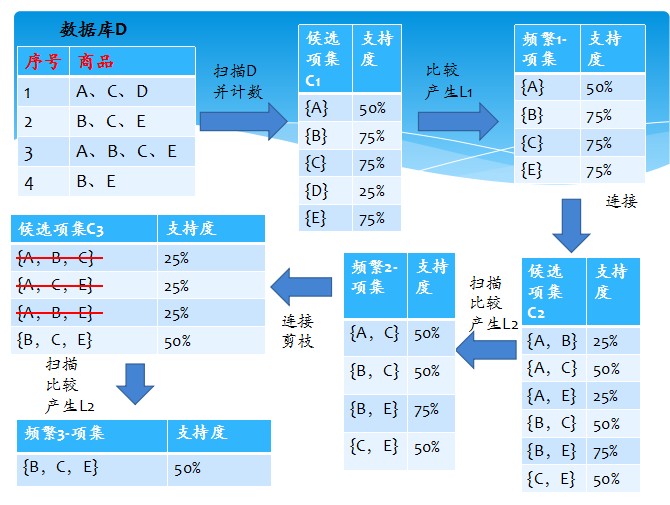 数据库D
序号 商品
1 A、C、D
2 B、C、E
3 A、B、C、E
4 B、E
扫描D
并计数
候选
项集
C1
支持
度
{A} 50%
{B} 75%
{C} 75%
{D} 25%
{E} 75%
比较
产生L1
频繁1-
项集
支持
度
{A} 50%
{B} 75%
{C} 75%
{E} 75%
连接
候选
项集
C2
支持
度
{A，B} 25%
{A，C} 50%
{A，E} 25%
{B，C} 50%
{B，E} 75%
{C，E} 50%
扫描
比较
产生L2
频繁2-
项集
支持
度
{A，C} 50%
{B，C} 50%
{B，E} 75%
{C，E} 50%
连接
剪枝
候选项集C3 支持度
{A，B，C} 25%
{A，C，E} 25%
{A，B，E} 25%
{B，C，E} 50%
扫描
比较
产生L2
频繁3-项集 支持度
{B，C，E} 50%